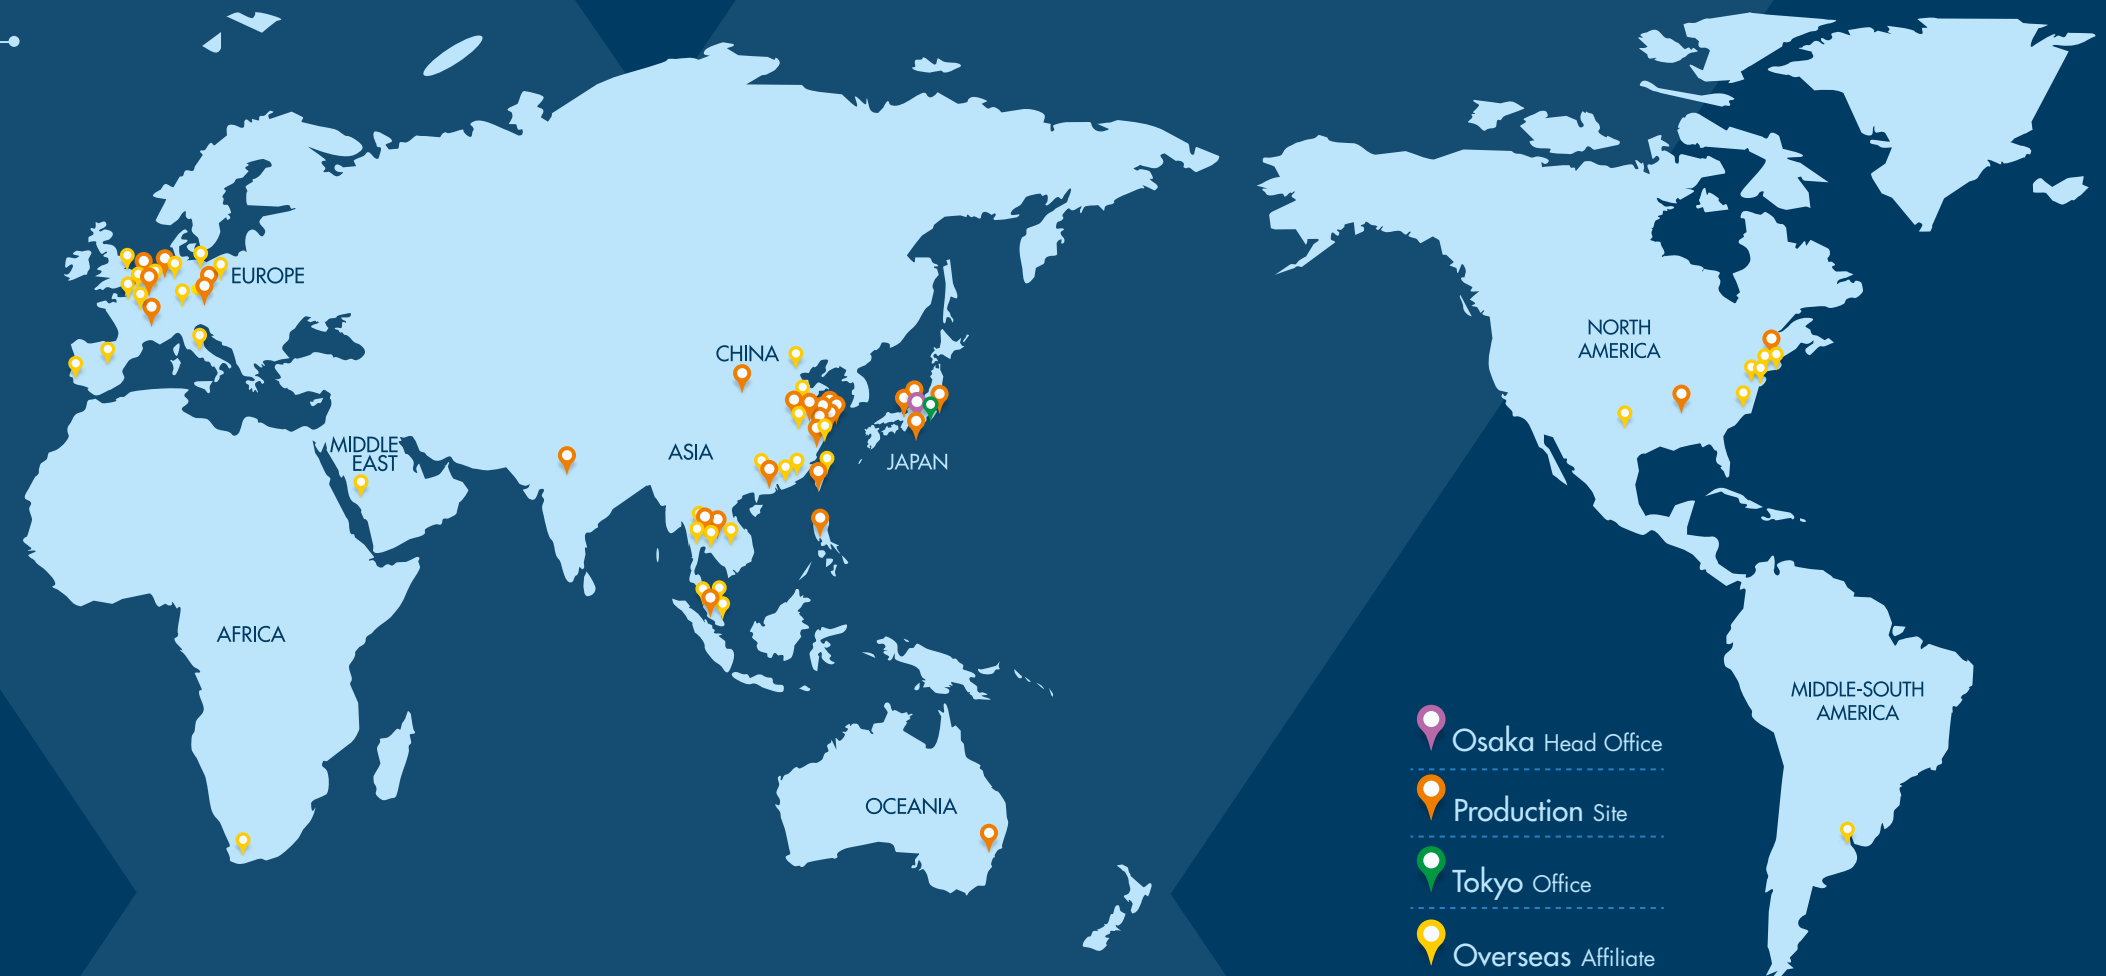 EUROPE
CHINA
NORTH
AMERICA
MIDDLE
EAST
ASIA
JAPAN
AFRICA
MIDDLE-SOUTH
AMERICA
OCEANIA
Osaka Head Office
Production Site
Tokyo Office
Overseas Affiliate